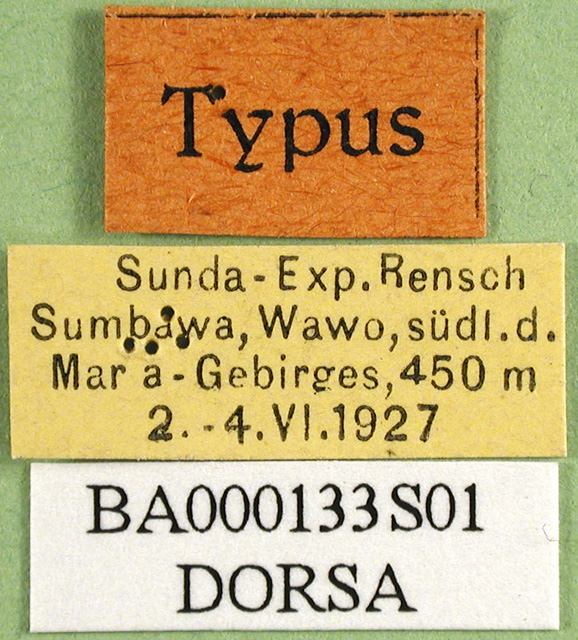 Typus
Sunda-Exp. Rensch
Sumbawa, Wawo, südl. d.
Mar a-Gebirges, 450 m
2.-4. VI. 1927
BA000133S01
DORSA